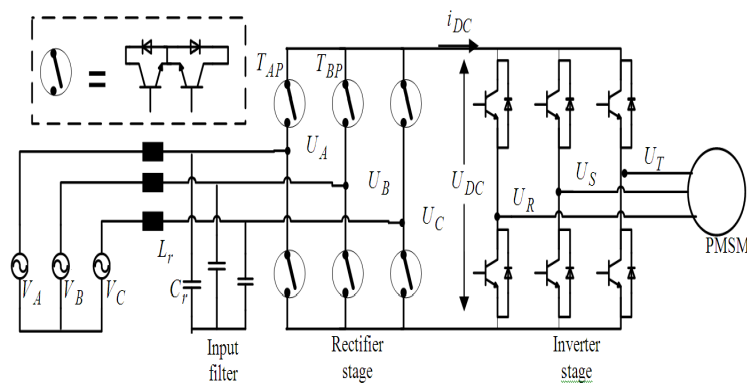 i_DC
T_AP
T_BP
U_A
U_B
U_C
U_DC
U_R
U_S
U_T
PMSM
L_r
C_r
V_A
V_B
V_C
Input
filter
Rectifier
stage
Inverter
stage